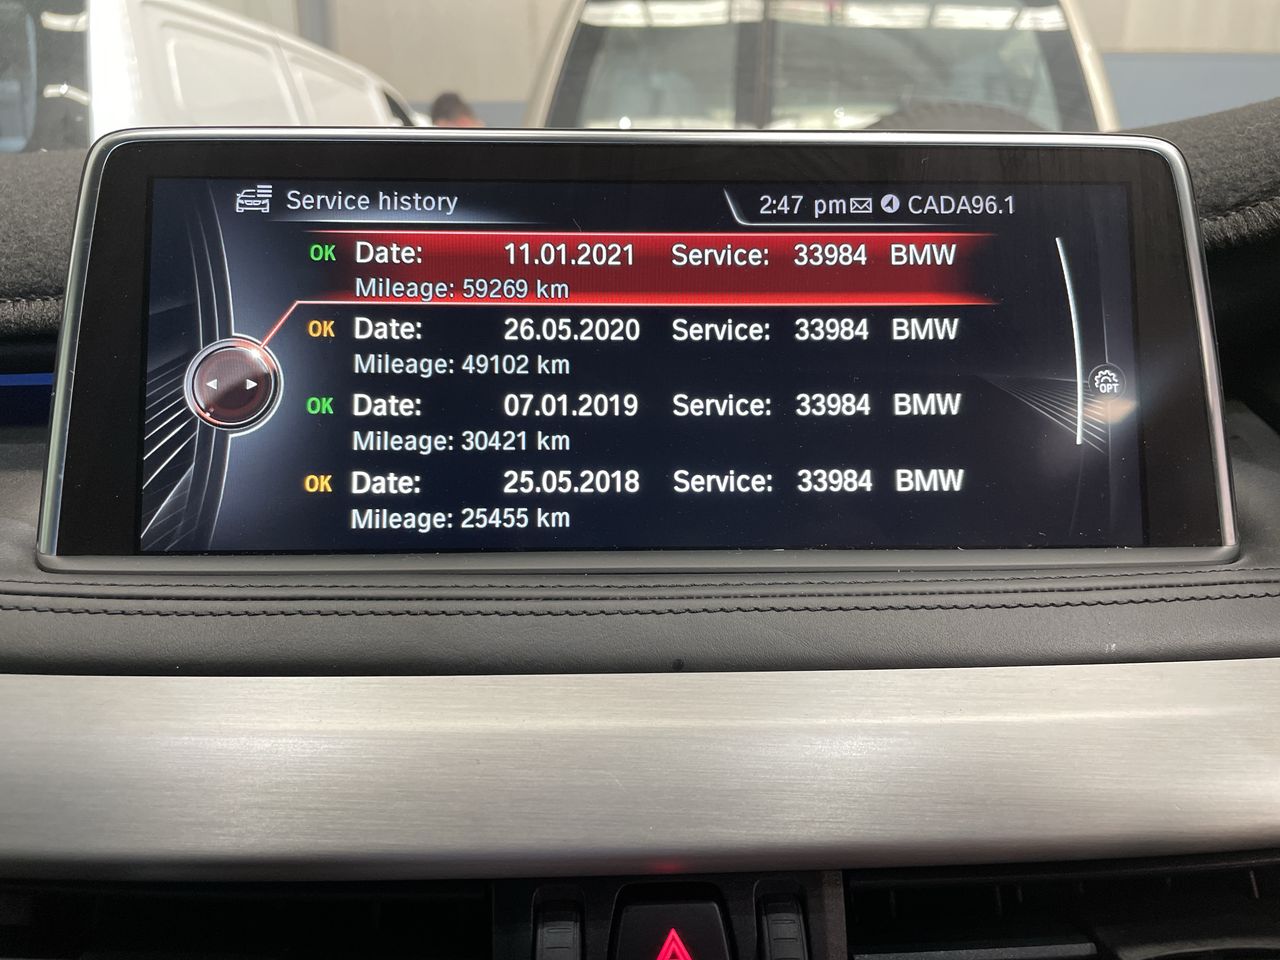 Service history 2:47 pm CADA96.1
OK Date: 11.01.2021 Service: 33984 BMW
Mileage: 59269 km
OK Date: 26.05.2020 Service: 33984 BMW
Mileage: 49102 km
OK Date: 07.01.2019 Service: 33984 BMW
Mileage: 30421 km
OK Date: 25.05.2018 Service: 33984 BMW
Mileage: 25455 km
OPT